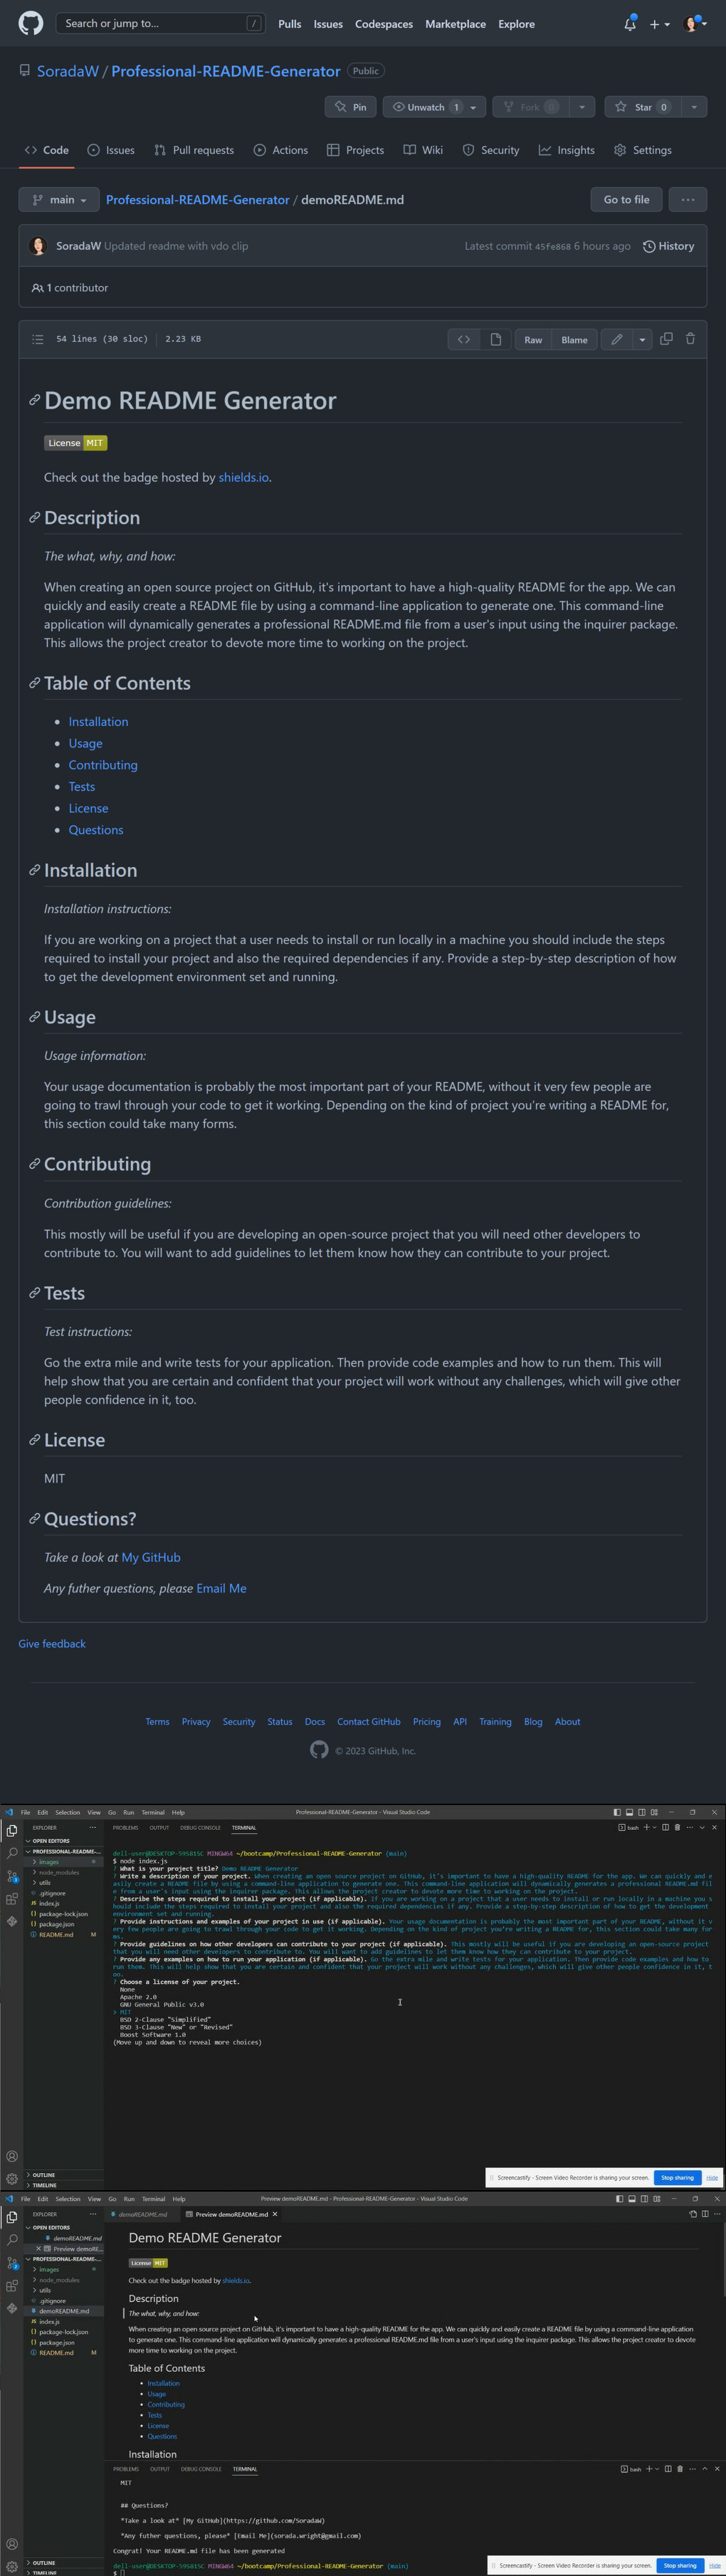 Search or jump to... /
Pulls Issues Codespaces Marketplace Explore
SoradaW / Professional-README-Generator Public
Pin Unwatch 1 Fork 0 Star 0
Code Issues Pull requests Actions Projects Wiki Security Insights Settings
main Professional-README-Generator / demoREADME.md Go to file ...
SoradaW Updated readme with vdo clip Latest commit 45fe868 6 hours ago History
1 contributor
54 lines (30 sloc) 2.23 KB Raw Blame
Demo README Generator
License MIT
Check out the badge hosted by shields.io.
Description
The what, why, and how:
When creating an open source project on GitHub, it's important to have a high-quality README for the app. We can
quickly and easily create a README file by using a command-line application to generate one. This command-line
application will dynamically generates a professional README.md file from a user's input using the inquirer package.
This allows the project creator to devote more time to working on the project.
Table of Contents
Installation
Usage
Contributing
Tests
License
Questions
Installation
Installation instructions:
If you are working on a project that a user needs to install or run locally in a machine you should include the steps
required to install your project and also the required dependencies if any. Provide a step-by-step description of how
to get the development environment set and running.
Usage
Usage information:
Your usage documentation is probably the most important part of your README, without it very few people are
going to trawl through your code to get it working. Depending on the kind of project you're writing a README for,
this section could take many forms.
Contributing
Contribution guidelines:
This mostly will be useful if you are developing an open-source project that you will need other developers to
contribute to. You will want to add guidelines to let them know how they can contribute to your project.
Tests
Test instructions:
Go the extra mile and write tests for your application. Then provide code examples and how to run them. This will
help show that you are certain and confident that your project will work without any challenges, which will give other
people confidence in it, too.
License
MIT
Questions?
Take a look at My GitHub
Any futher questions, please Email Me
Give feedback
Terms Privacy Security Status Docs Contact GitHub Pricing API Training Blog About
© 2023 GitHub, Inc.
File Edit Selection View Go Run Terminal Help Professional-README-Generator - Visual Studio Code
EXPLORER ... PROBLEMS OUTPUT DEBUG CONSOLE TERMINAL bash
OPEN EDITORS
PROFESSIONAL-README-...
images
node_modules
utils
.gitignore
index.js
package-lock.json
package.json
README.md M
OUTLINE
TIMELINE
dell-user@DESKTOP-59S81SC MINGW64 ~/bootcamp/Professional-README-Generator (main)
$ node index.js
? What is your project title? Demo README Generator
? Write a description of your project. When creating an open source project on GitHub, it's important to have a high-quality README for the app. We can quickly and e
asily create a README file by using a command-line application to generate one. This command-line application will dynamically generates a professional README.md fil
e from a user's input using the inquirer package. This allows the project creator to devote more time to working on the project.
? Describe the steps required to install your project (if applicable). If you are working on a project that a user needs to install or run locally in a machine you s
hould include the steps required to install your project and also the required dependencies if any. Provide a step-by-step description of how to get the development
environment set and running.
? Provide instructions and examples of your project in use (if applicable). Your usage documentation is probably the most important part of your README, without it v
ery few people are going to trawl through your code to get it working. Depending on the kind of project you're writing a README for, this section could take many for
ms.
? Provide guidelines on how other developers can contribute to your project (if applicable). This mostly will be useful if you are developing an open-source project
that you will need other developers to contribute to. You will want to add guidelines to let them know how they can contribute to your project.
? Provide any examples on how to run your application (if applicable). Go the extra mile and write tests for your application. Then provide code examples and how to
run them. This will help show that you are certain and confident that your project will work without any challenges, which will give other people confidence in it, t
oo.
? Choose a license of your project.
None
Apache 2.0
GNU General Public v3.0
> MIT
BSD 2-Clause "Simplified"
BSD 3-Clause "New" or "Revised"
Boost Software 1.0
(Move up and down to reveal more choices)
Screencastify - Screen Video Recorder is sharing your screen. Stop sharing Hide
File Edit Selection View Go Run Terminal Help Preview demoREADME.md - Professional-README-Generator - Visual Studio Code
EXPLORER ... demoREADME.md Preview demoREADME.md
OPEN EDITORS
demoREADME.md
Preview demoRE...
PROFESSIONAL-README-...
images
node_modules
utils
.gitignore
demoREADME.md
index.js
package-lock.json
package.json
README.md M
OUTLINE
TIMELINE
Demo README Generator
License MIT
Check out the badge hosted by shields.io.
Description
The what, why, and how:
When creating an open source project on GitHub, it's important to have a high-quality README for the app. We can quickly and easily create a README file by using a command-line application
to generate one. This command-line application will dynamically generates a professional README.md file from a user's input using the inquirer package. This allows the project creator to devote
more time to working on the project.
Table of Contents
Installation
Usage
Contributing
Tests
License
Questions
Installation
PROBLEMS OUTPUT DEBUG CONSOLE TERMINAL bash
MIT
## Questions?
*Take a look at* [My GitHub](https://github.com/SoradaW)
*Any futher questions, please* [Email Me](sorada.wright@gmail.com)
Congrat! Your README.md file has been generated
dell-user@DESKTOP-59S81SC MINGW64 ~/bootcamp/Professional-README-Generator (main)
$
Screencastify - Screen Video Recorder is sharing your screen. Stop sharing Hide